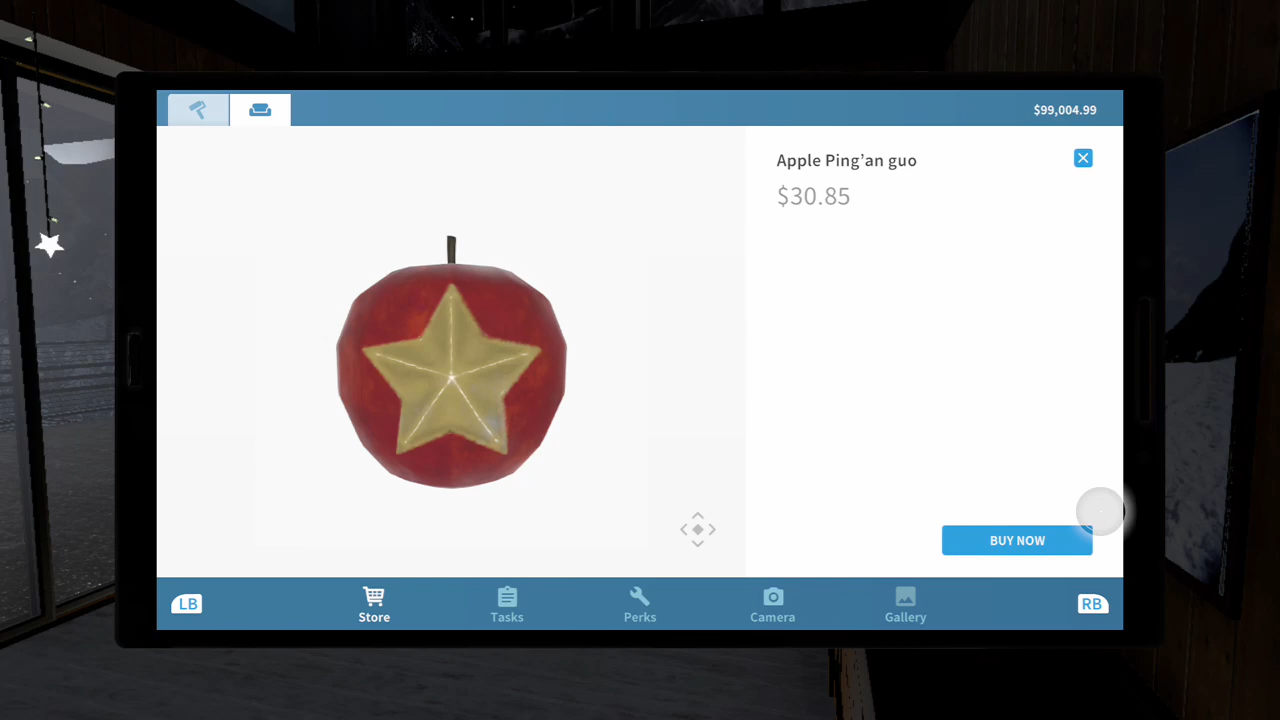 $99,004.99
Apple Ping’an guo
$30.85
BUY NOW
LB
Store
Tasks
Perks
Camera
Gallery
RB